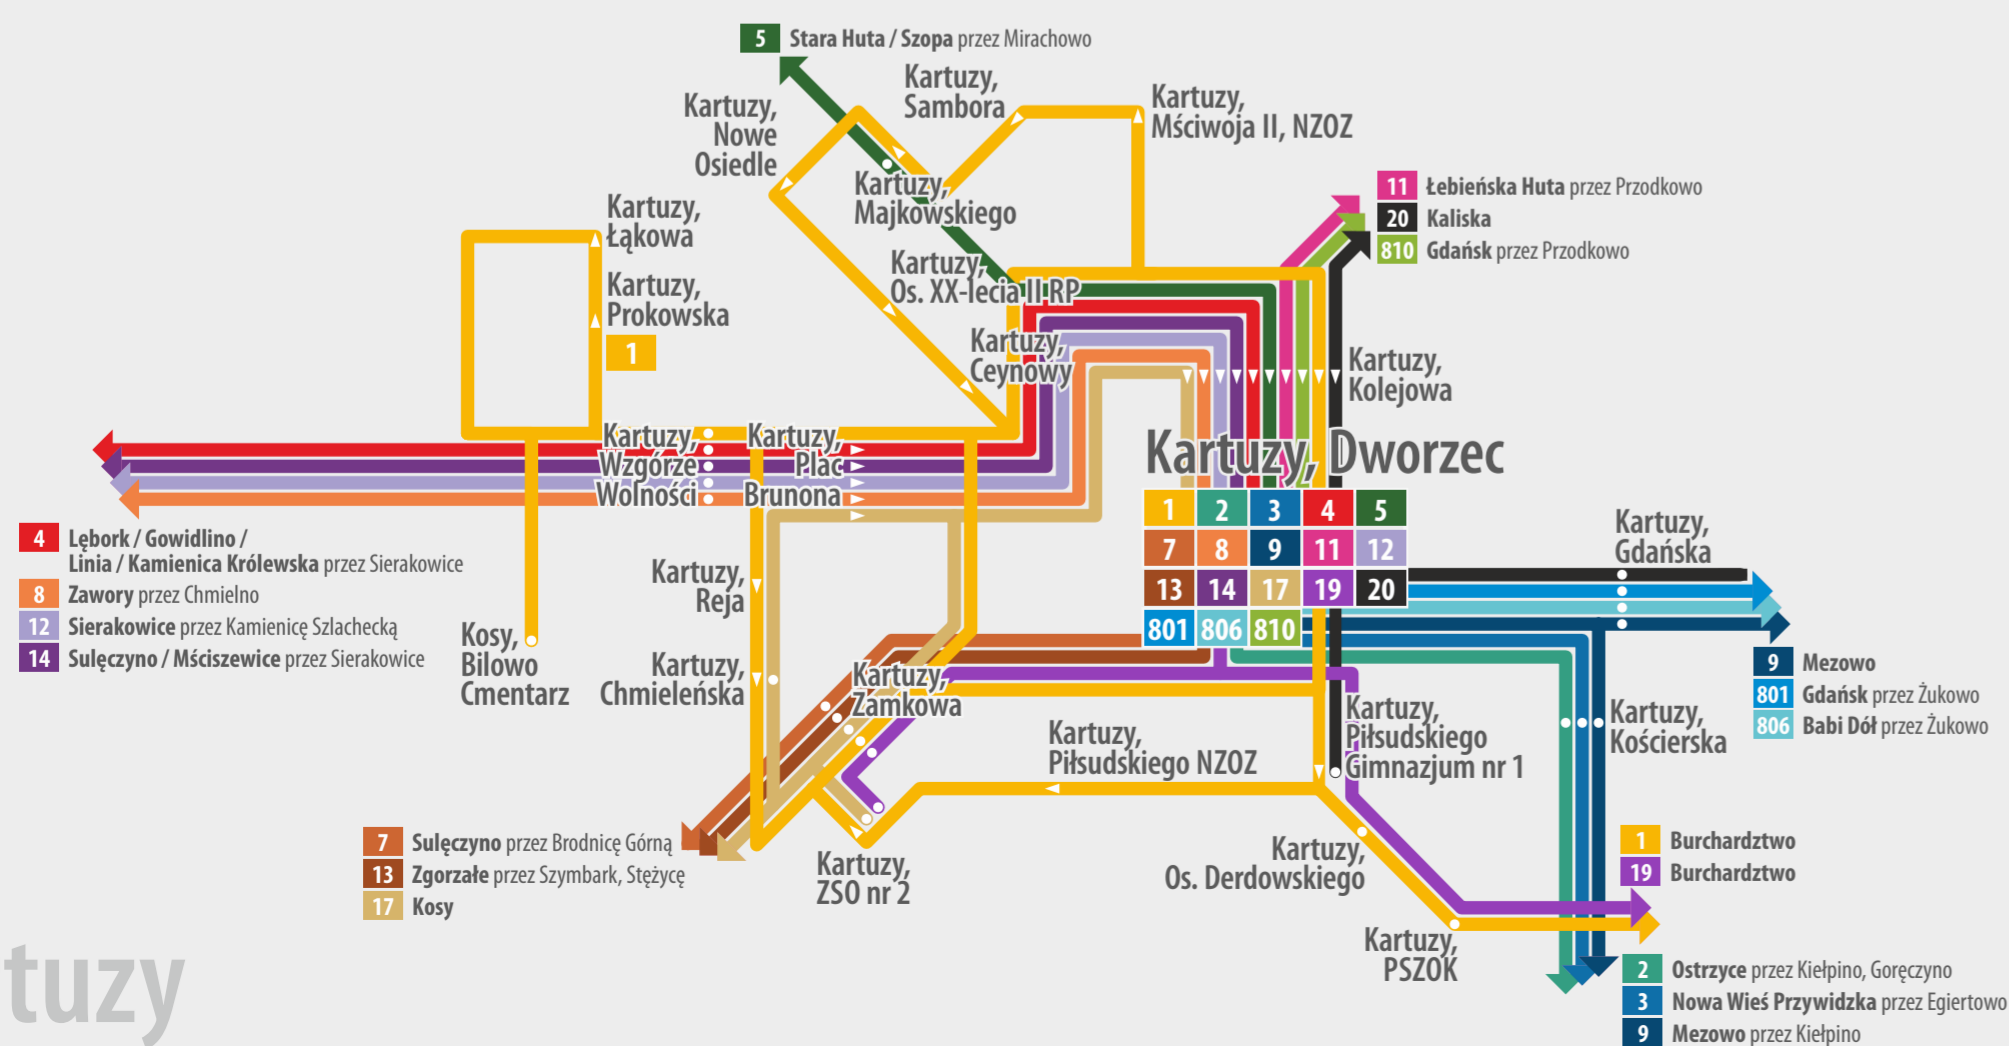 5 Stara Huta / Szopa przez Mirachowo
Kartuzy,
Sambora
Kartuzy,
Nowe
Osiedle
Kartuzy,
Mściwoja II, NZOZ
Kartuzy,
Majkowskiego
11 Łebieńska Huta przez Przodkowo
20 Kaliska
810 Gdańsk przez Przodkowo
Kartuzy,
Łąkowa
Kartuzy,
Prokowska
1
Kartuzy,
Os. XX-lecia II RP
Kartuzy,
Ceynowy
Kartuzy,
Kolejowa
Kartuzy,
Wzgórze
Wolności
Kartuzy,
Plac
Brunona
Kartuzy, Dworzec
1 2 3 4 5
7 8 9 11 12
13 14 17 19 20
801 806 810
4 Lębork / Gowidlino /
Linia / Kamienica Królewska przez Sierakowice
8 Zawory przez Chmielno
12 Sierakowice przez Kamienicę Szlachecką
14 Sulęczyno / Mściszewice przez Sierakowice
Kosy,
Bilowo
Cmentarz
Kartuzy,
Reja
Kartuzy,
Chmieleńska
Kartuzy,
Zamkowa
Kartuzy,
Gdańska
9 Mezowo
801 Gdańsk przez Żukowo
806 Babi Dół przez Żukowo
Kartuzy,
Kościerska
Kartuzy,
Piłsudskiego
Gimnazjum nr 1
Kartuzy,
Piłsudskiego NZOZ
7 Sulęczyno przez Brodnicę Górną
13 Zgorzałe przez Szymbark, Stężycę
17 Kosy
Kartuzy,
ZSO nr 2
Kartuzy,
Os. Derdowskiego
1 Burchardztwo
19 Burchardztwo
Kartuzy,
PSZOK
2 Ostrzyce przez Kiełpino, Goręczyno
3 Nowa Wieś Przywidzka przez Egiertowo
9 Mezowo przez Kiełpino
tuzy